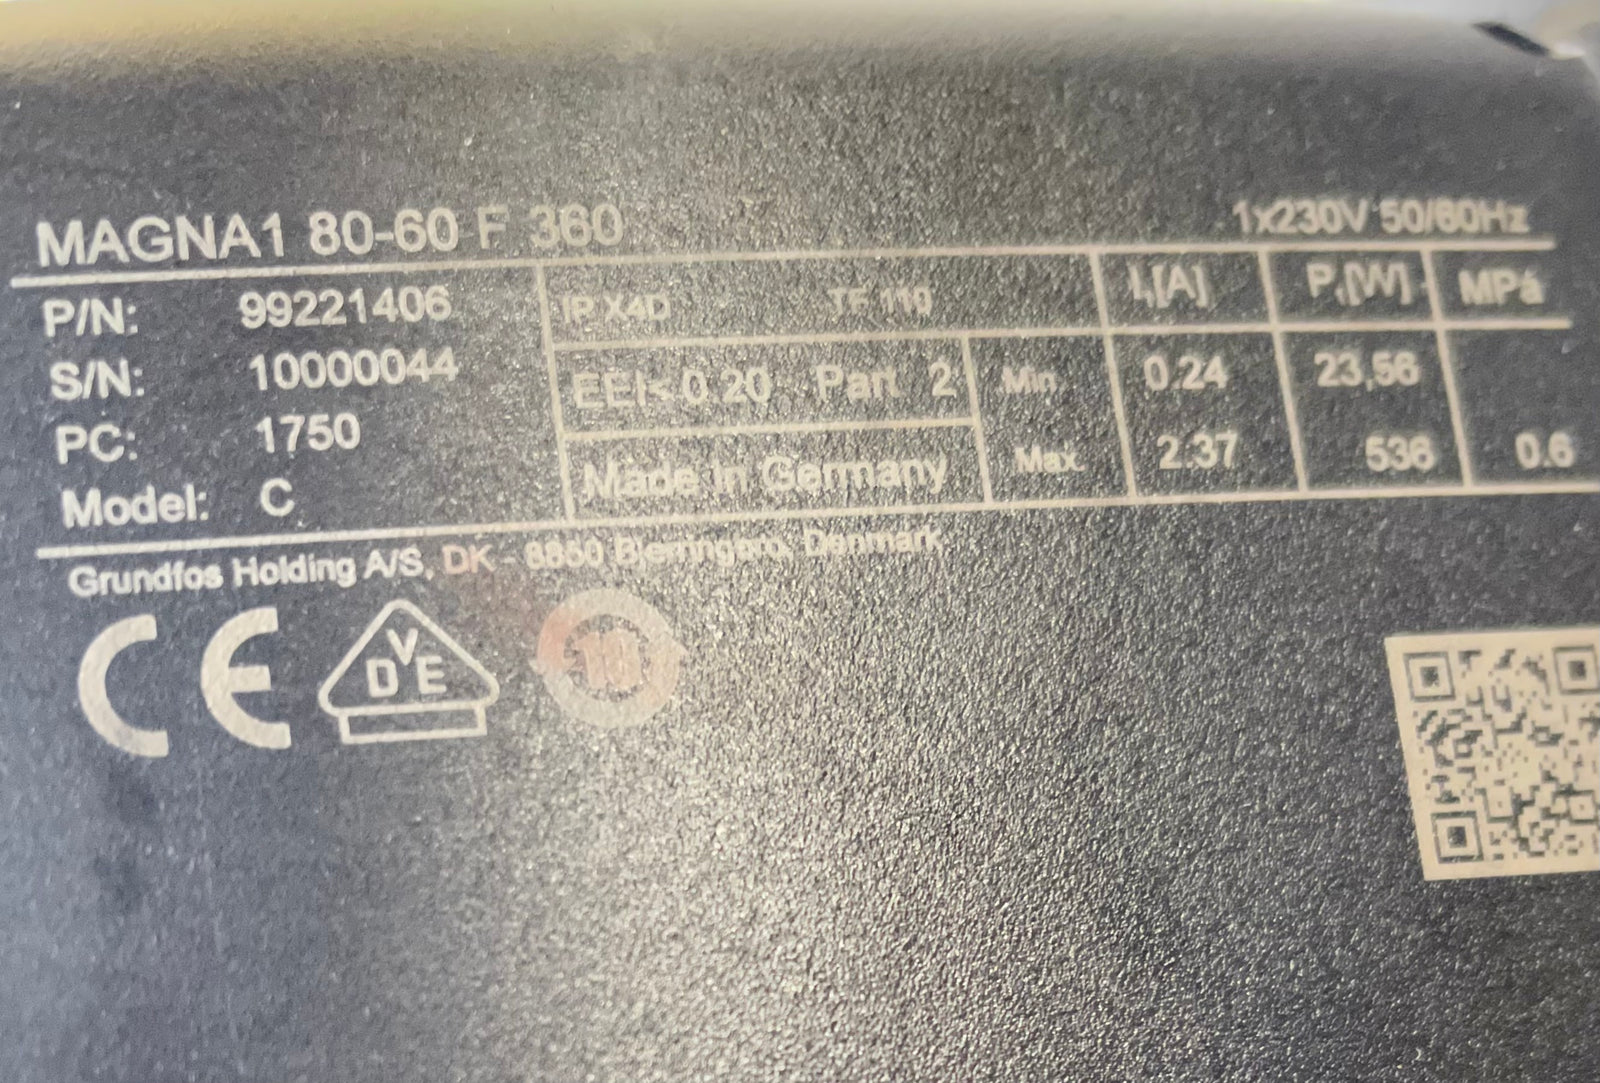 MAGNA1 80-60 F 360 1x230V 50/60Hz
P/N: 99221406 IP X4D TF 110 I₁[A] P₁[W] MPa
S/N: 10000044 EEI< 0.20 Part 2 Min 0.24 23,56
PC: 1750 Made in Germany Max 2.37 536 0.6
Model: C
Grundfos Holding A/S, DK - 8850 Bjerringbro, Denmark
CE VDE 10